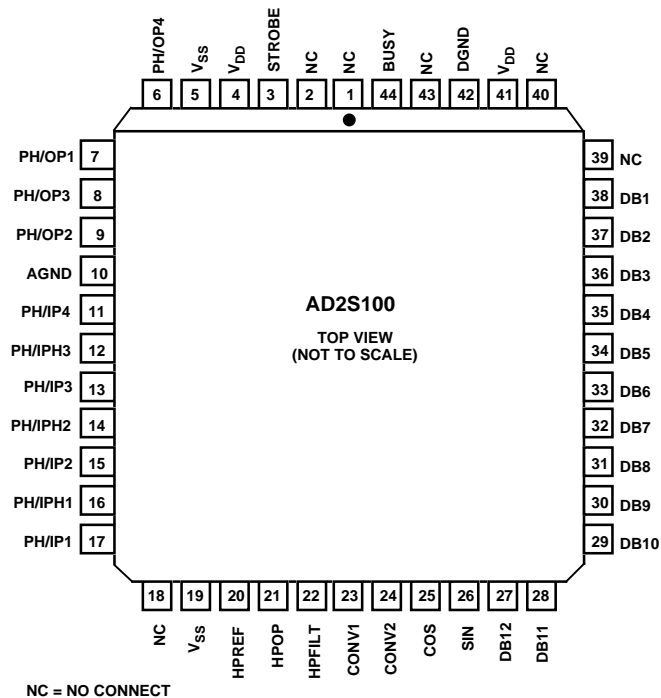 PH/OP4
VSS
VDD
STROBE
NC
NC
BUSY
NC
DGND
VDD
NC
6 5 4 3 2 1 44 43 42 41 40
PH/OP1 7
PH/OP3 8
PH/OP2 9
AGND 10
PH/IP4 11
PH/IPH3 12
PH/IP3 13
PH/IPH2 14
PH/IP2 15
PH/IPH1 16
PH/IP1 17
AD2S100
TOP VIEW
(NOT TO SCALE)
39 NC
38 DB1
37 DB2
36 DB3
35 DB4
34 DB5
33 DB6
32 DB7
31 DB8
30 DB9
29 DB10
18 19 20 21 22 23 24 25 26 27 28
NC
VSS
HPREF
HPOP
HPFILT
CONV1
CONV2
COS
SIN
DB12
DB11
NC = NO CONNECT